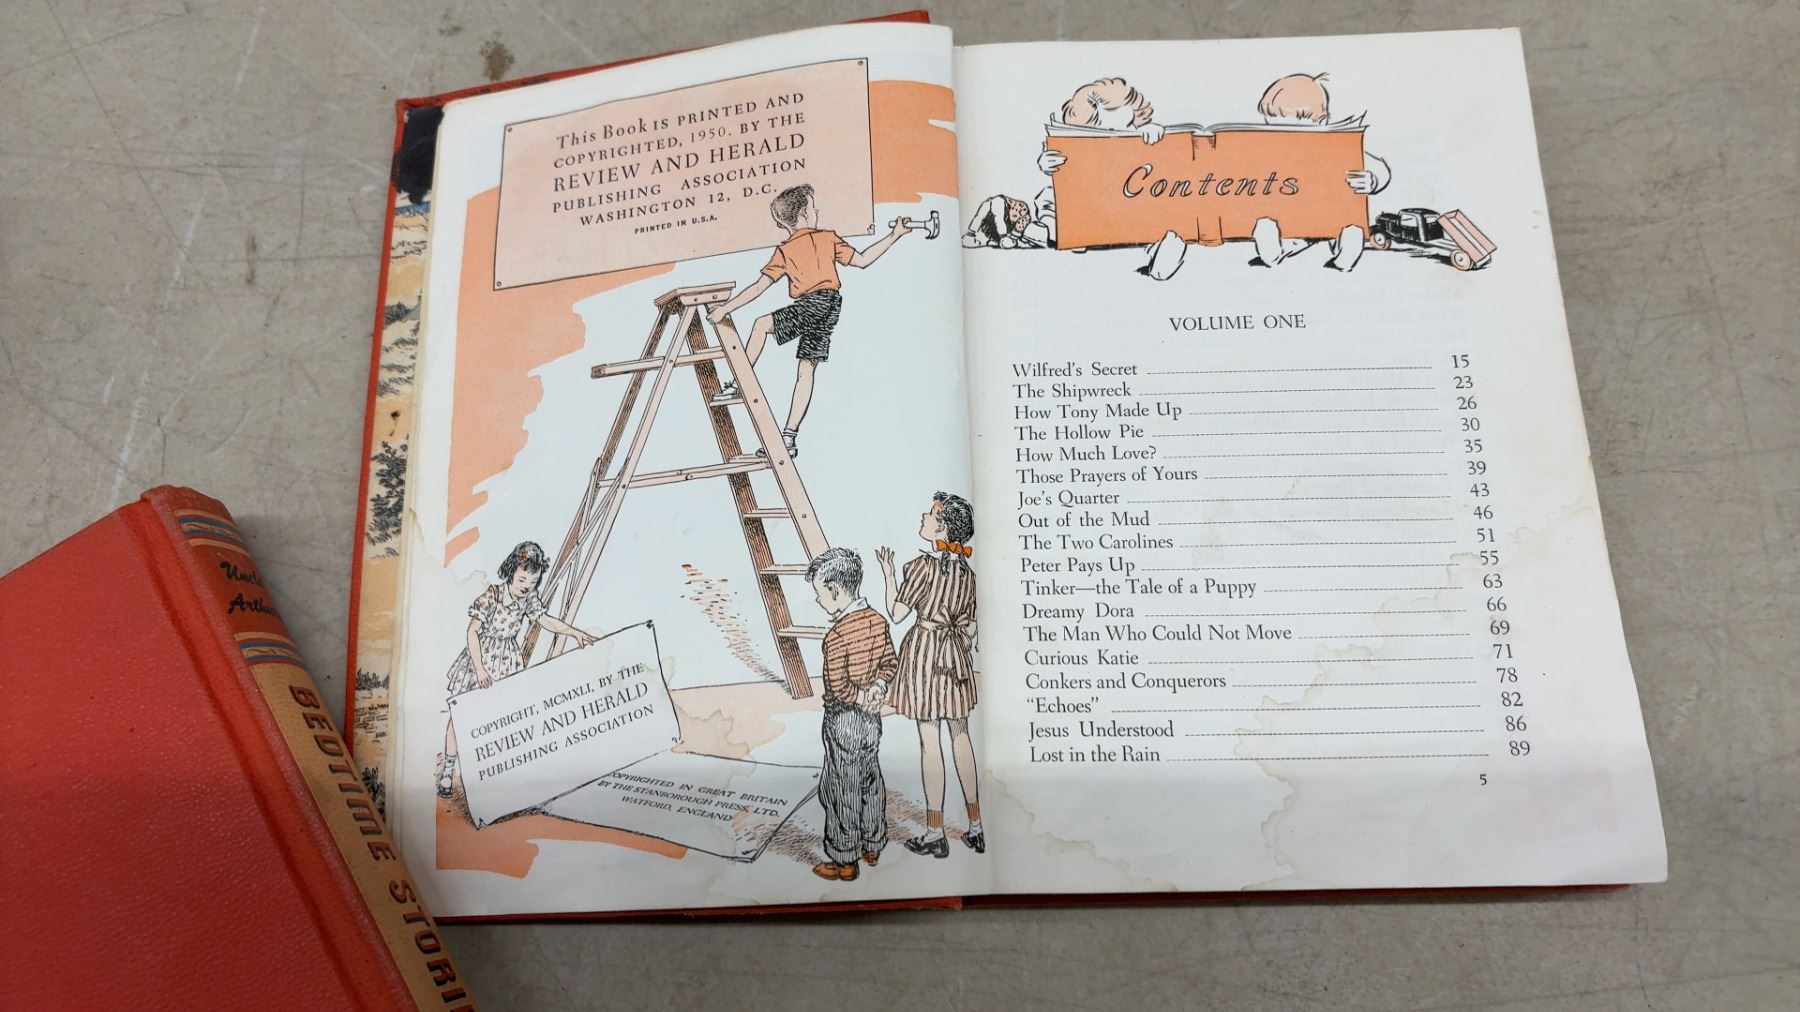 This Book IS PRINTED AND
COPYRIGHTED, 1950, BY THE
REVIEW AND HERALD
PUBLISHING ASSOCIATION
WASHINGTON 12, D.C.
PRINTED IN U.S.A.
COPYRIGHT, MCMXLI, BY THE
REVIEW AND HERALD
PUBLISHING ASSOCIATION
COPYRIGHTED IN GREAT BRITAIN
BY THE STANBOROUGH PRESS, LTD.
WATFORD, ENGLAND
Contents
VOLUME ONE
Wilfred's Secret 15
The Shipwreck 23
How Tony Made Up 26
The Hollow Pie 30
How Much Love? 35
Those Prayers of Yours 39
Joe's Quarter 43
Out of the Mud 46
The Two Carolines 51
Peter Pays Up 55
Tinker—the Tale of a Puppy 63
Dreamy Dora 66
The Man Who Could Not Move 69
Curious Katie 71
Conkers and Conquerors 78
"Echoes" 82
Jesus Understood 86
Lost in the Rain 89
5
BEDTIME STORI